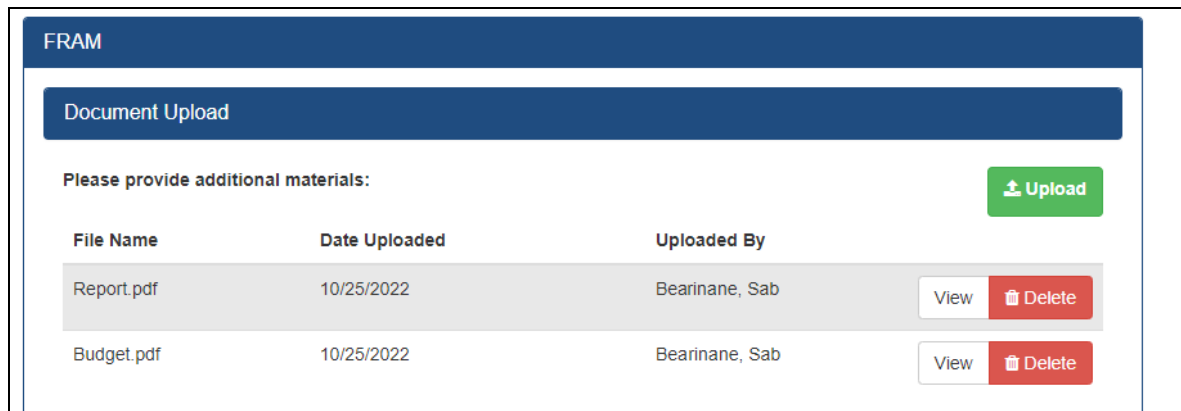 FRAM
Document Upload
Please provide additional materials:
Upload
File Name Date Uploaded Uploaded By
Report.pdf 10/25/2022 Bearinane, Sab View Delete
Budget.pdf 10/25/2022 Bearinane, Sab View Delete